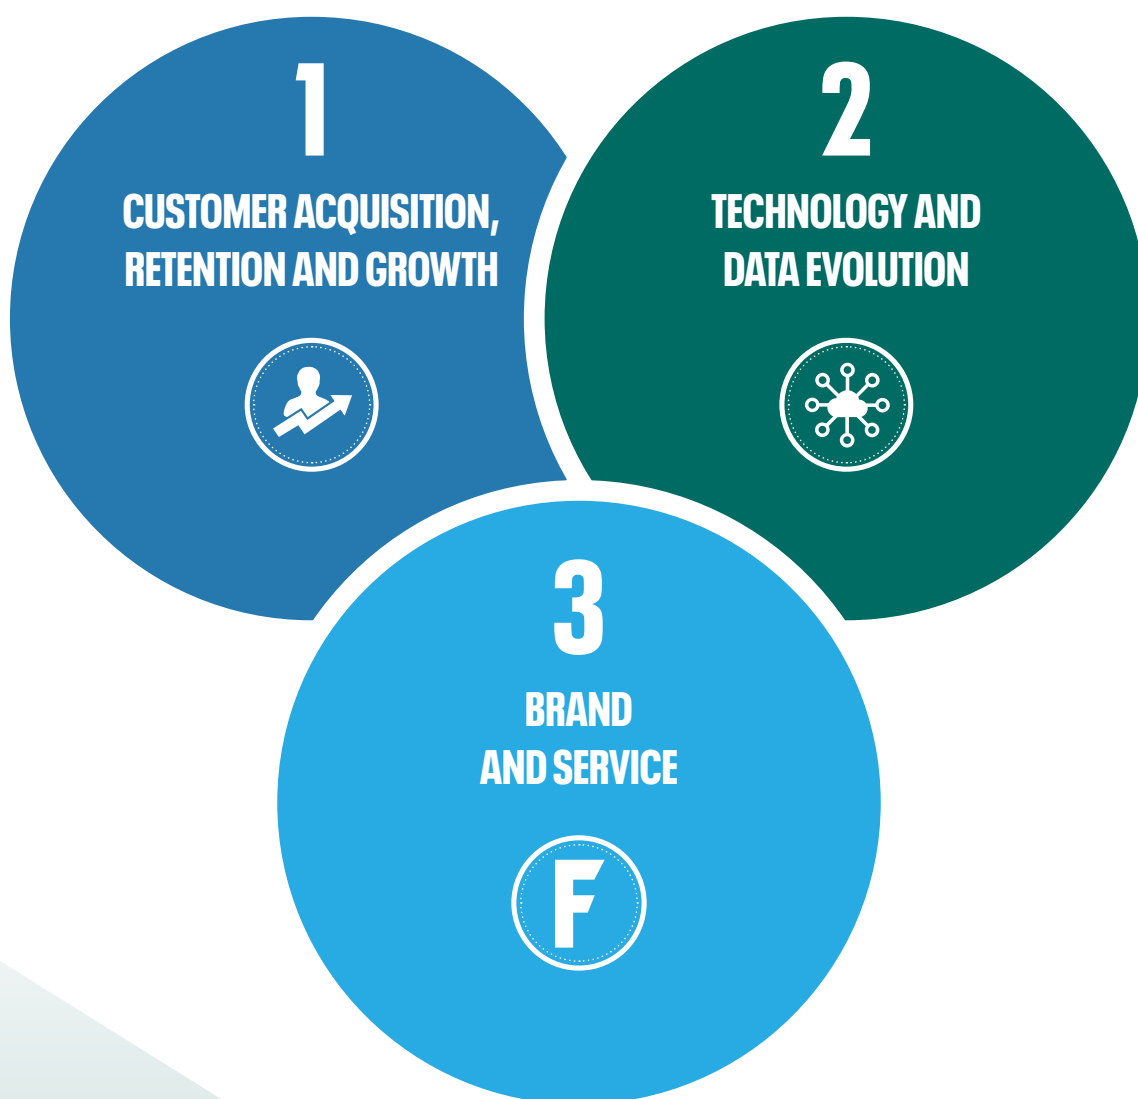 1
CUSTOMER ACQUISITION,
RETENTION AND GROWTH
2
TECHNOLOGY AND
DATA EVOLUTION
3
BRAND
AND SERVICE
F